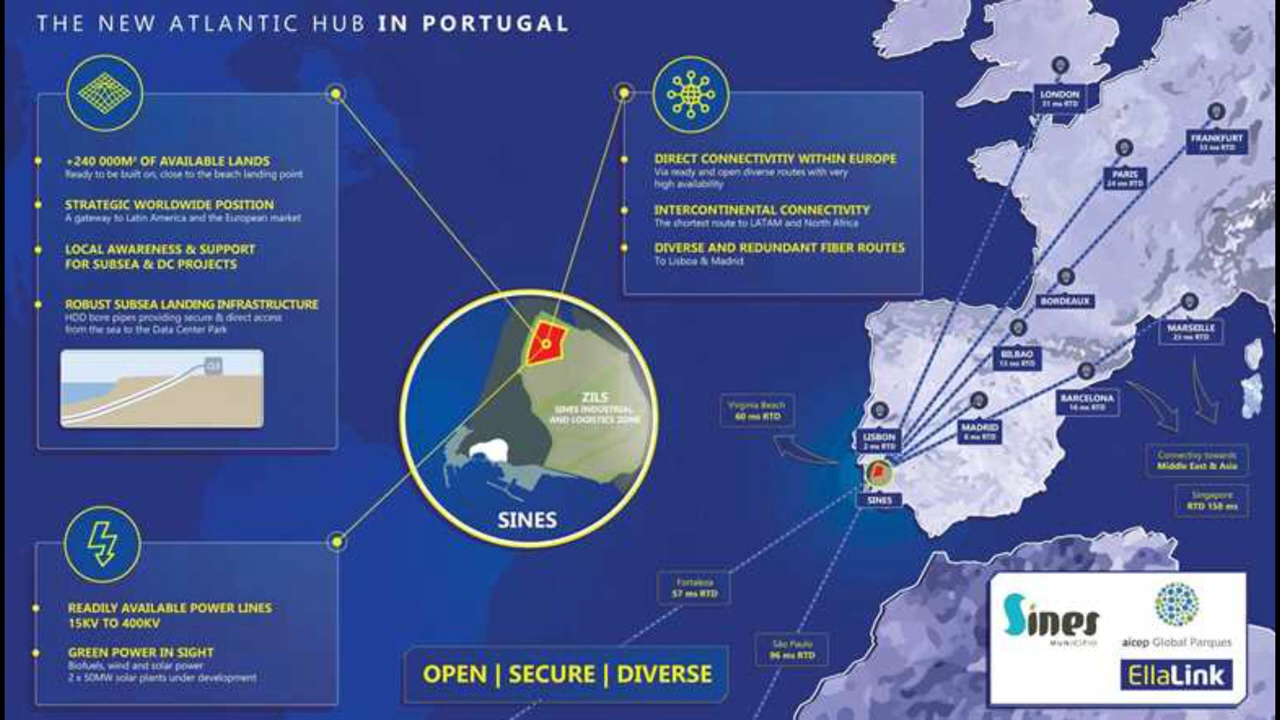 THE NEW ATLANTIC HUB IN PORTUGAL
+240 000M² OF AVAILABLE LANDS
Ready to be built on, close to the beach landing point
STRATEGIC WORLDWIDE POSITION
A gateway to Latin America and the European market
LOCAL AWARENESS & SUPPORT
FOR SUBSEA & DC PROJECTS
ROBUST SUBSEA LANDING INFRASTRUCTURE
HDD bore pipes providing secure & direct access
from the sea to the Data Center Park
READILY AVAILABLE POWER LINES
15KV TO 400KV
GREEN POWER IN SIGHT
Biofuels, wind and solar power
2 x 50MW solar plants under development
DIRECT CONNECTIVITIY WITHIN EUROPE
Via ready and open diverse routes with very
high availability
INTERCONTINENTAL CONNECTIVITY
The shortest route to LATAM and North Africa
DIVERSE AND REDUNDANT FIBER ROUTES
To Lisboa & Madrid
ZILS
SINES INDUSTRIAL
AND LOGISTICS ZONE
SINES
OPEN | SECURE | DIVERSE
LONDON
31 ms RTD
FRANKFURT
33 ms RTD
PARIS
24 ms RTD
BORDEAUX
MARSEILLE
23 ms RTD
BILBAO
13 ms RTD
BARCELONA
16 ms RTD
MADRID
8 ms RTD
LISBON
2 ms RTD
SINES
Virginia Beach
60 ms RTD
Fortaleza
57 ms RTD
São Paulo
96 ms RTD
Connectivy towards
Middle East & Asia
Singapore
RTD 158 ms
Sines
MUNICÍPIO
aicep Global Parques
EllaLink